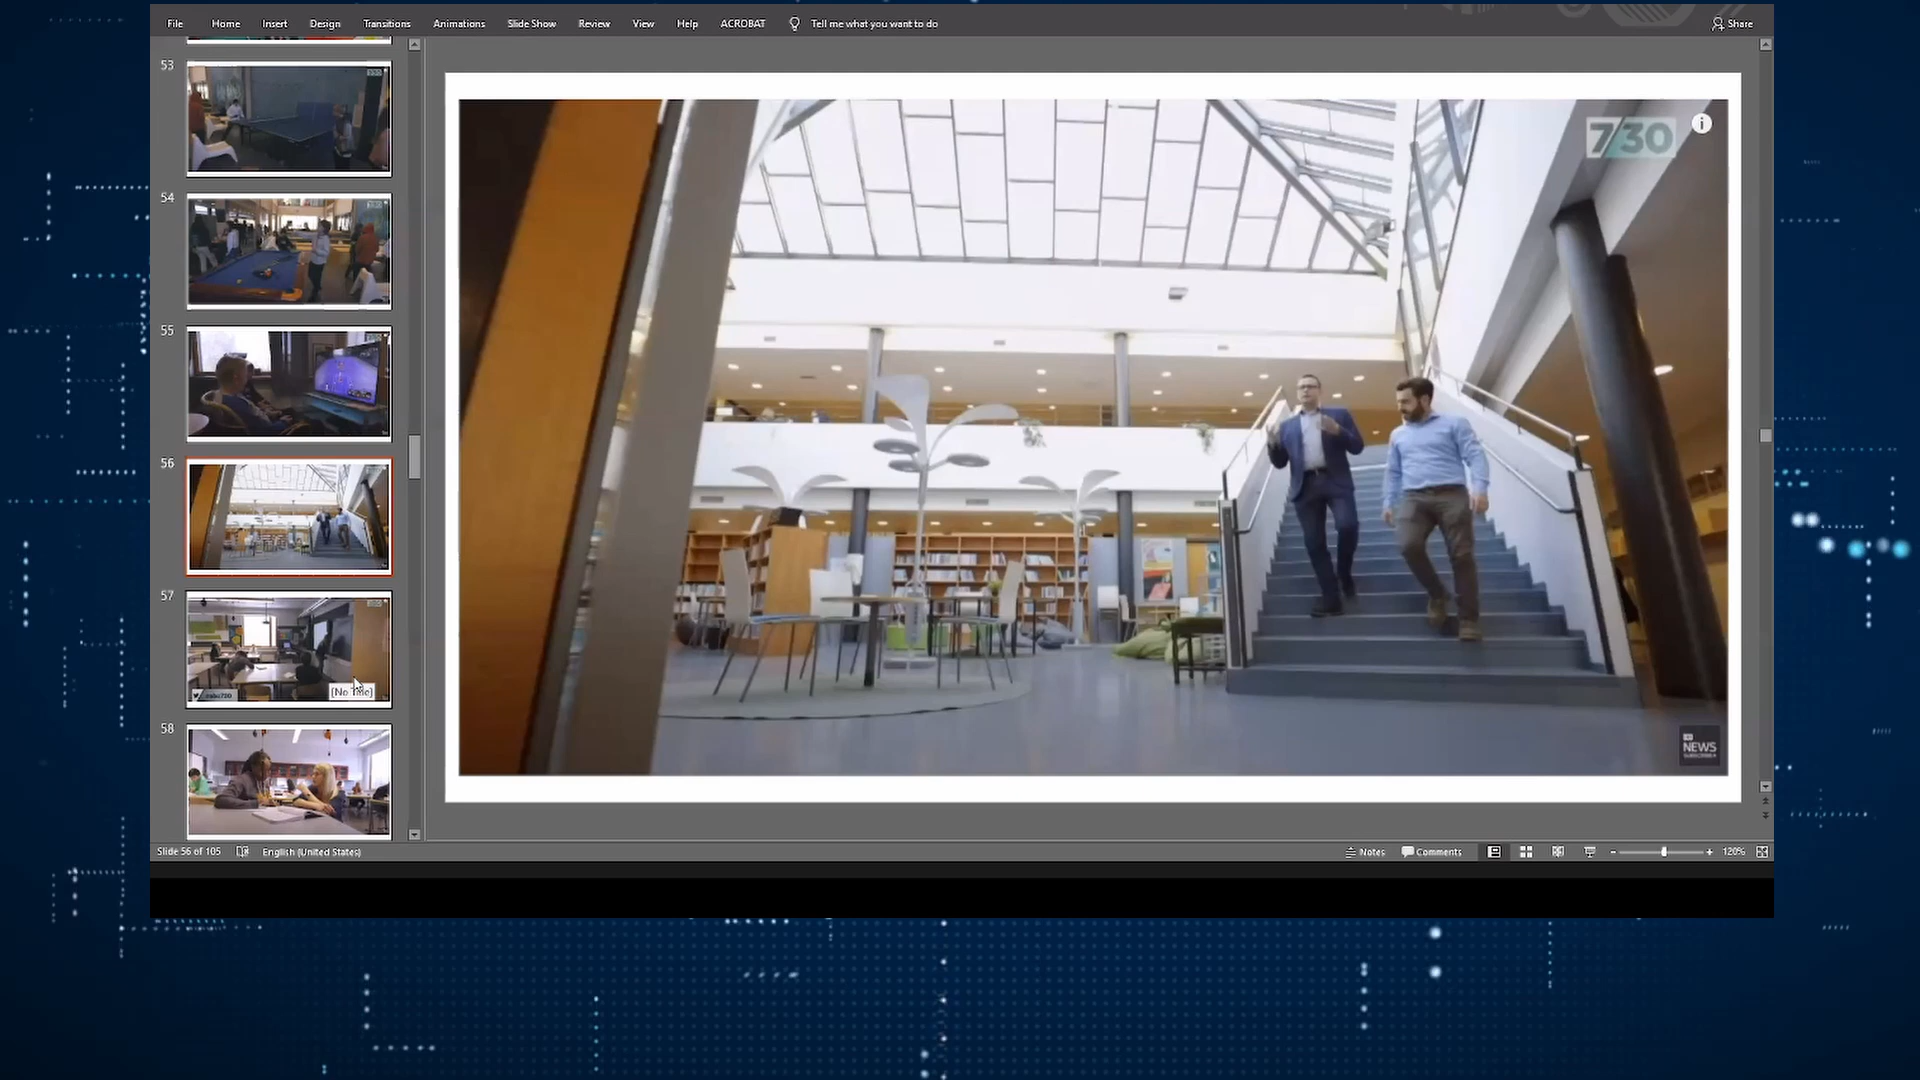 File Home Insert Design Transitions Animations Slide Show Review View Help ACROBAT Tell me what you want to do Share
53
54
55
56
57
[No Title]
58
7/30
i
NEWS
Slide 56 of 105 English (United States) Notes Comments 120%